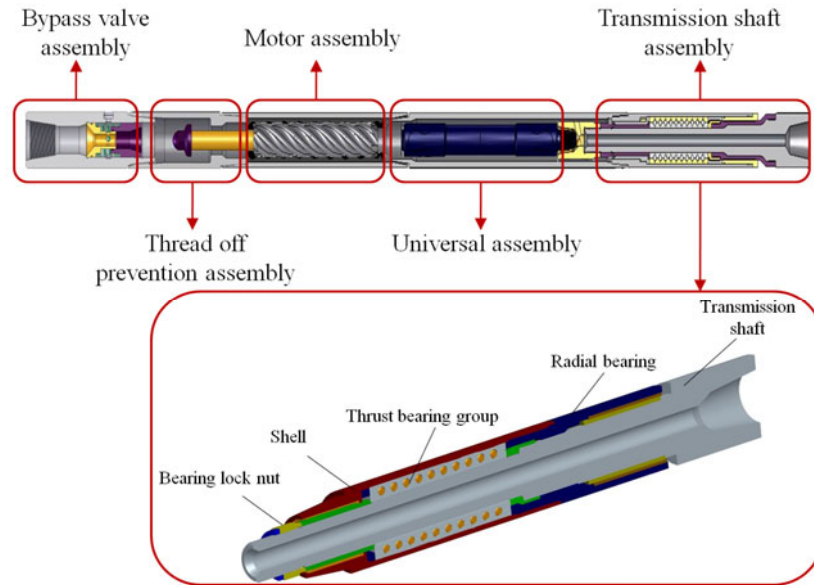 Bypass valve
assembly
Motor assembly
Transmission shaft
assembly
Thread off
prevention assembly
Universal assembly
Transmission
shaft
Radial bearing
Thrust bearing group
Shell
Bearing lock nut